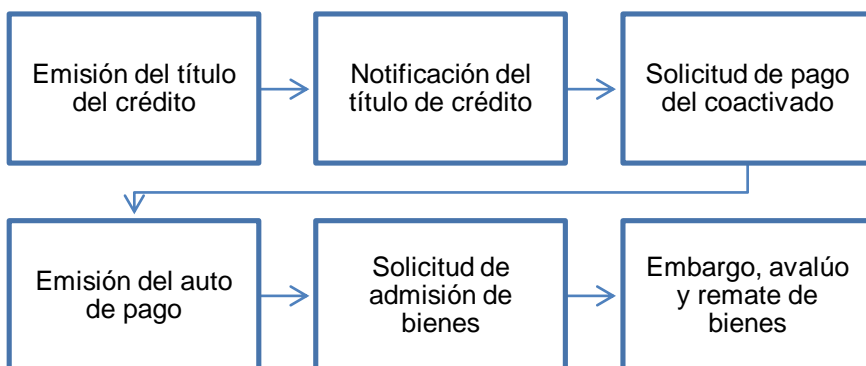 Emisión del título
del crédito
Notificación del
título de crédito
Solicitud de pago
del coactivado
Emisión del auto
de pago
Solicitud de
admisión de
bienes
Embargo, avalúo
y remate de
bienes